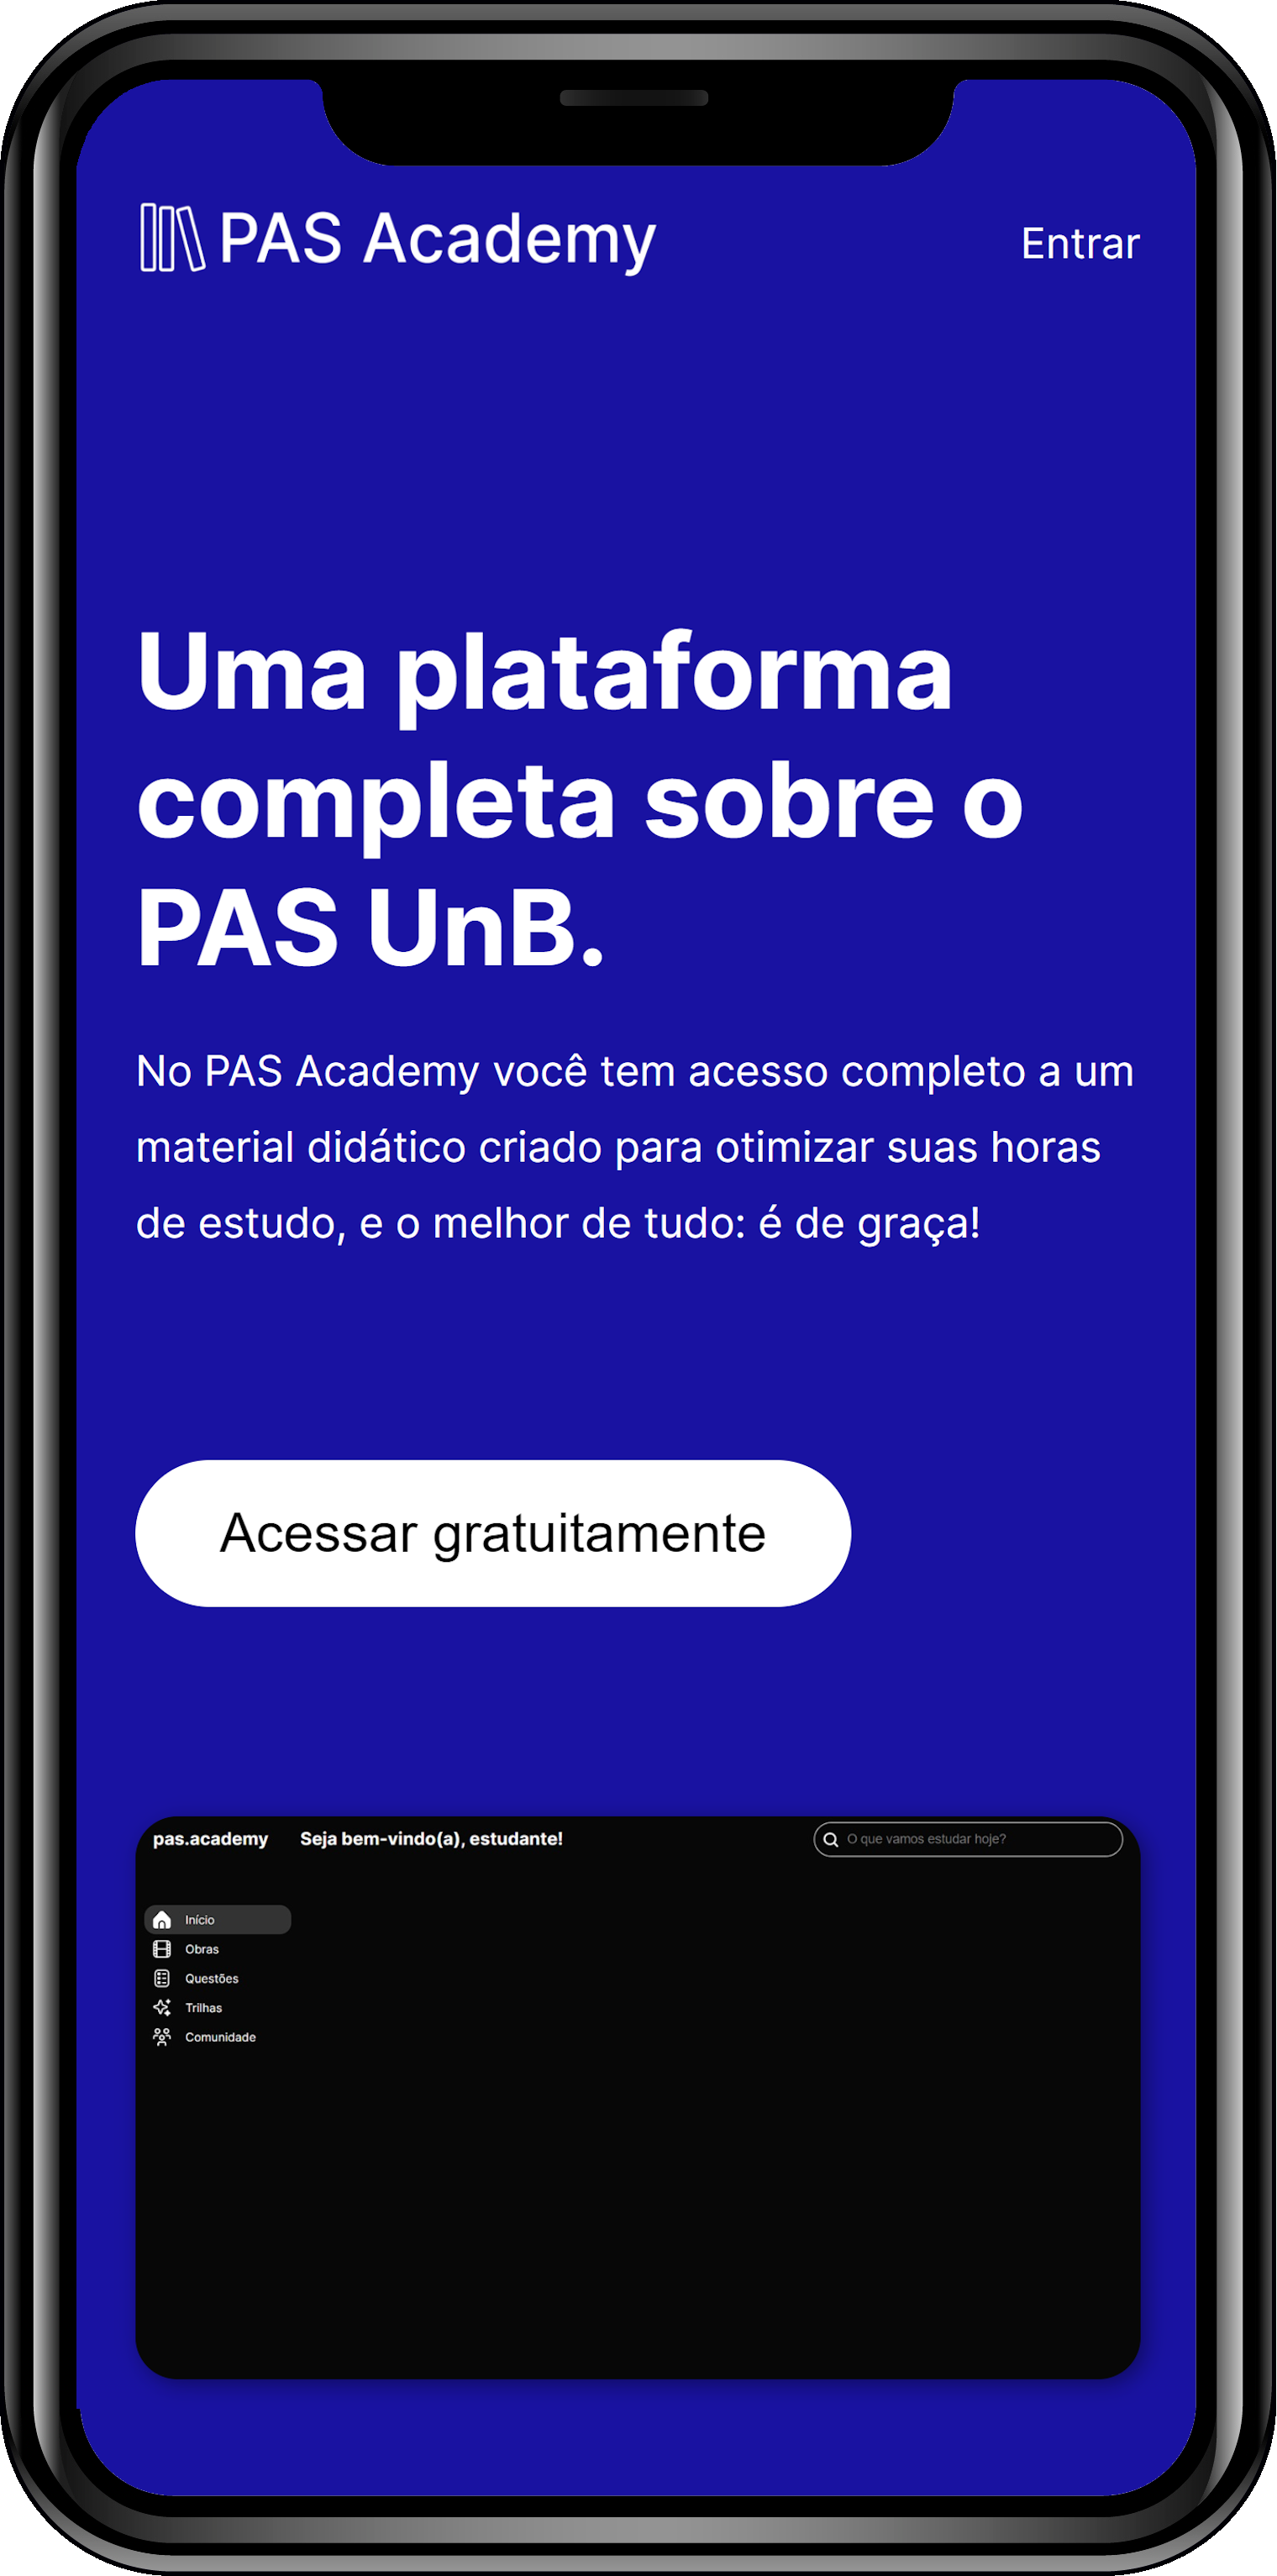 PAS Academy
Entrar
Uma plataforma
completa sobre o
PAS UnB.
No PAS Academy você tem acesso completo a um
material didático criado para otimizar suas horas
de estudo, e o melhor de tudo: é de graça!
Acessar gratuitamente
pas.academy Seja bem-vindo(a), estudante! O que vamos estudar hoje?
Início
Obras
Questões
Trilhas
Comunidade